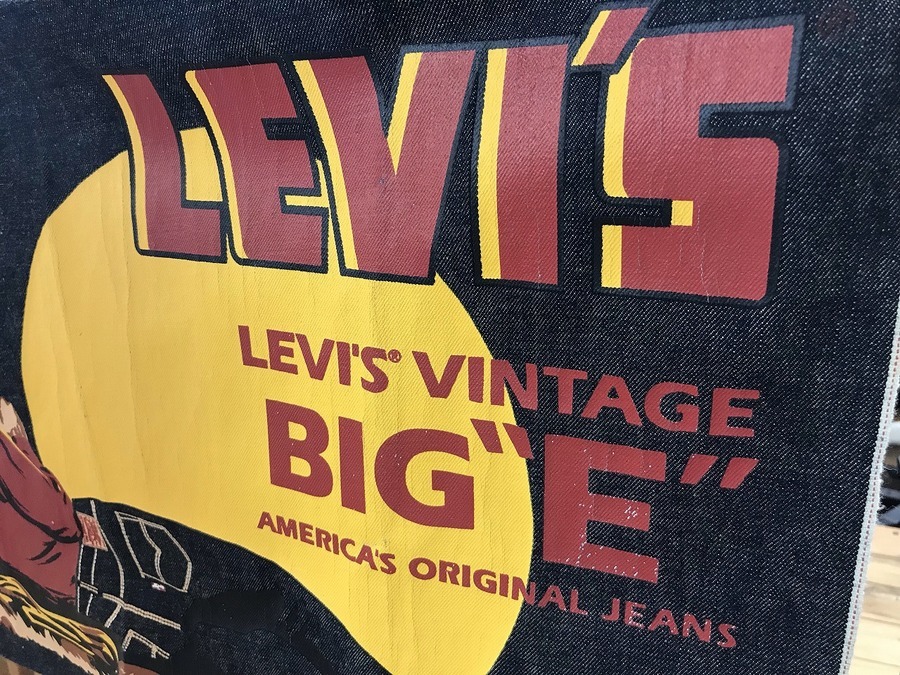 LEVI'S
LEVI'S® VINTAGE
BIG "E"
AMERICA'S ORIGINAL JEANS